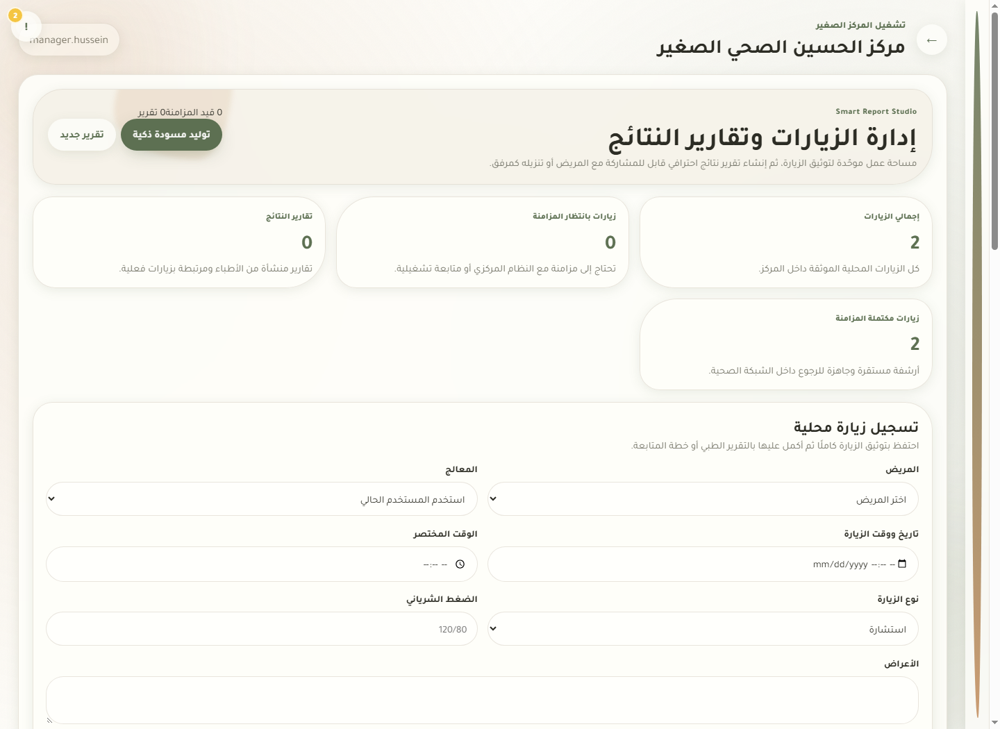 تشغيل المركز الصغير
مركز الحسين الصحي الصغير
←
manager.hussein
!
2
Smart Report Studio
إدارة الزيارات وتقارير النتائج
مساحة عمل موحّدة لتوثيق الزيارة، ثم إنشاء تقرير نتائج احترافي قابل للمشاركة مع المريض أو تنزيله كمرفق.
0 قيد المزامنة0 تقرير
توليد مسودة ذكية
تقرير جديد
إجمالي الزيارات
2
كل الزيارات المحلية الموثقة داخل المركز.
زيارات بانتظار المزامنة
0
تحتاج إلى مزامنة مع النظام المركزي أو متابعة تشغيلية.
تقارير النتائج
0
تقارير منشأة من الأطباء ومرتبطة بزيارات فعلية.
زيارات مكتملة المزامنة
2
أرشفة مستقرة وجاهزة للرجوع داخل الشبكة الصحية.
تسجيل زيارة محلية
احتفظ بتوثيق الزيارة كاملًا ثم أكمل عليها بالتقرير الطبي أو خطة المتابعة.
المريض
اختر المريض
المعالج
استخدم المستخدم الحالي
تاريخ ووقت الزيارة
mm/dd/yyyy --:-- --
الوقت المختصر
--:-- --
نوع الزيارة
استشارة
الضغط الشرياني
120/80
الأعراض